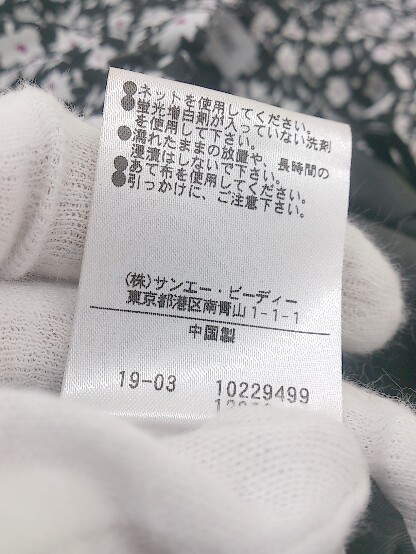 ●ネットを使用してください。
●蛍光増白剤が入っていない洗剤
を使用して下さい。
●濡れたままの放置や、長時間の
浸漬はしないで下さい。
●あて布を使用してください。
●引っかけに、ご注意下さい。
(株)サンエー・ビーディー
東京都港区南青山1-1-1
中国製
19-03 10229499